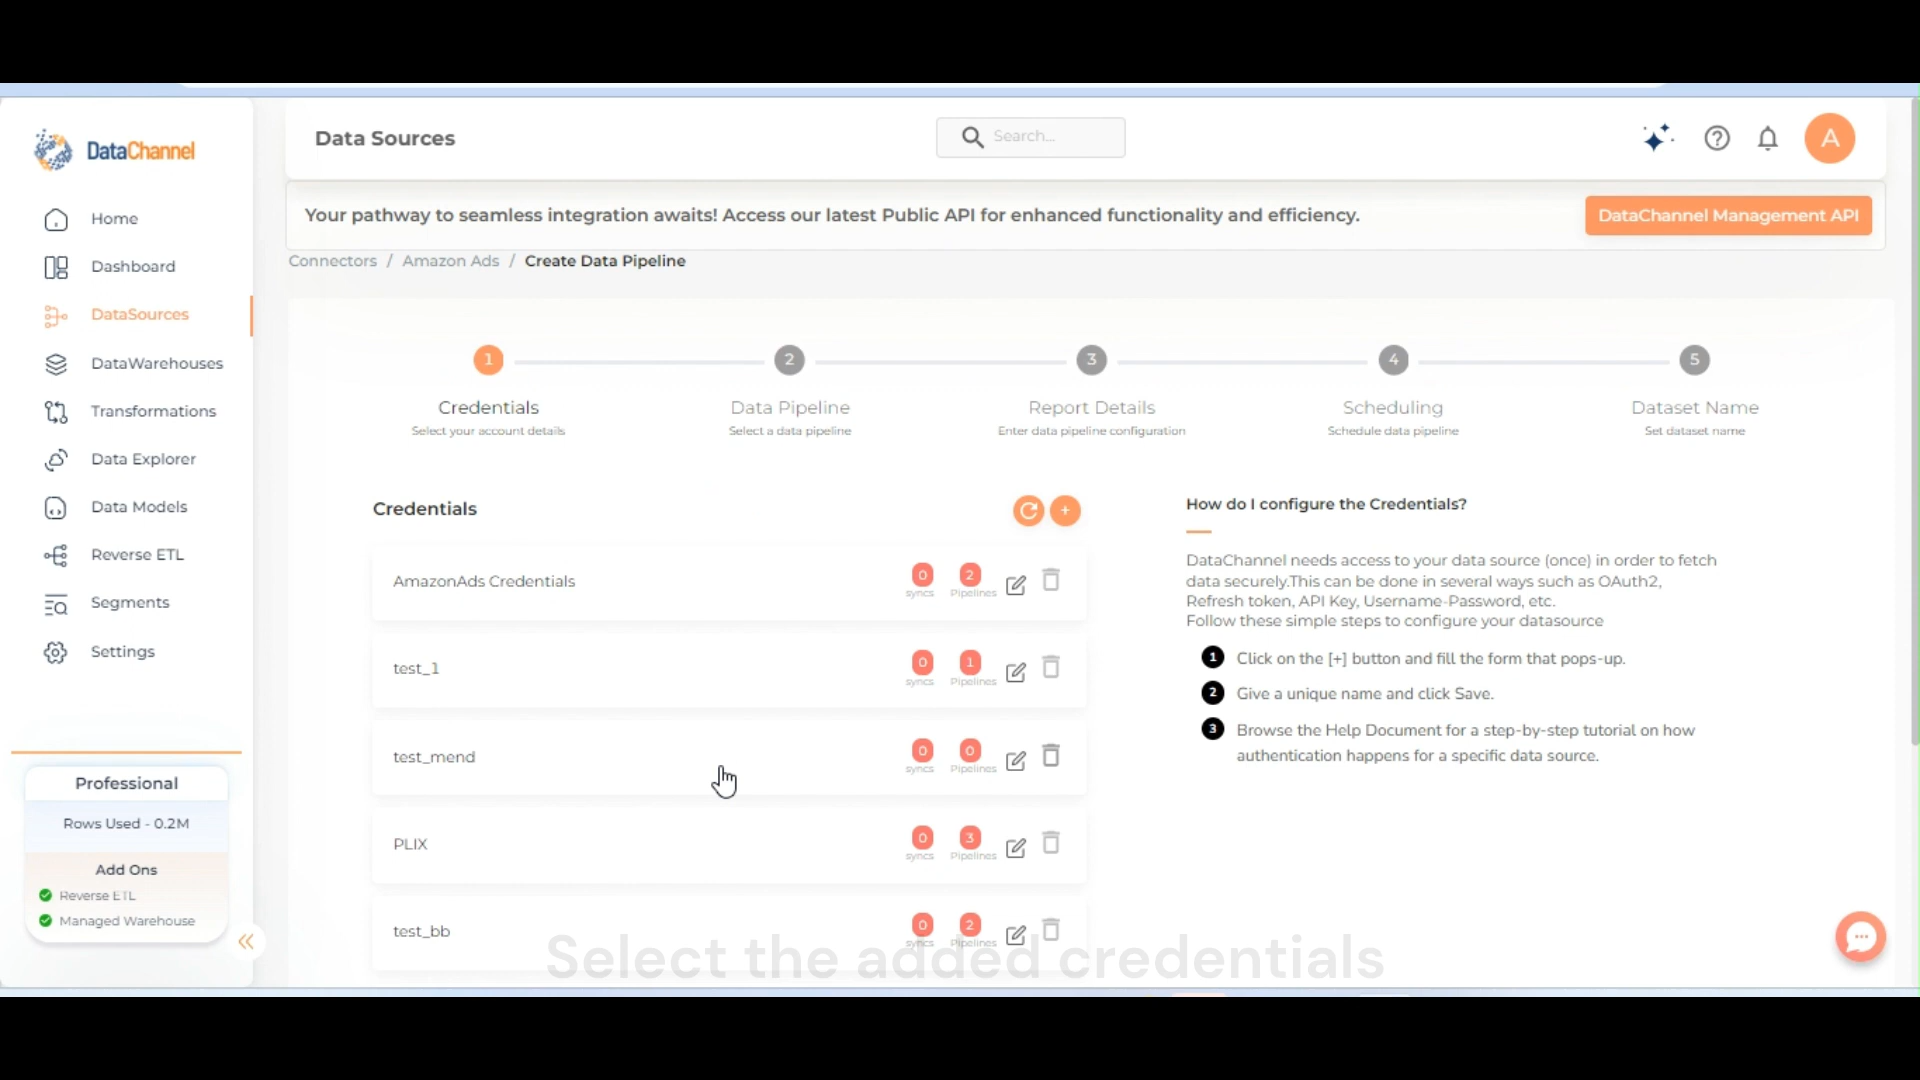 DataChannel
Data Sources
Search...
A
Your pathway to seamless integration awaits! Access our latest Public API for enhanced functionality and efficiency.
DataChannel Management API
Connectors / Amazon Ads / Create Data Pipeline
Home
Dashboard
DataSources
DataWarehouses
Transformations
Data Explorer
Data Models
Reverse ETL
Segments
Settings
Professional
Rows Used - 0.2M
Add Ons
Reverse ETL
Managed Warehouse
1
Credentials
Select your account details
2
Data Pipeline
Select a data pipeline
3
Report Details
Enter data pipeline configuration
4
Scheduling
Schedule data pipeline
5
Dataset Name
Set dataset name
Credentials
+
AmazonAds Credentials
0 syncs
2 Pipelines
test_1
0 syncs
1 Pipelines
test_mend
0 syncs
0 Pipelines
PLIX
0 syncs
3 Pipelines
test_bb
0 syncs
2 Pipelines
How do I configure the Credentials?
DataChannel needs access to your data source (once) in order to fetch
data securely.This can be done in several ways such as OAuth2,
Refresh token, API Key, Username-Password, etc.
Follow these simple steps to configure your datasource
1 Click on the [+] button and fill the form that pops-up.
2 Give a unique name and click Save.
3 Browse the Help Document for a step-by-step tutorial on how
authentication happens for a specific data source.
Select the added credentials